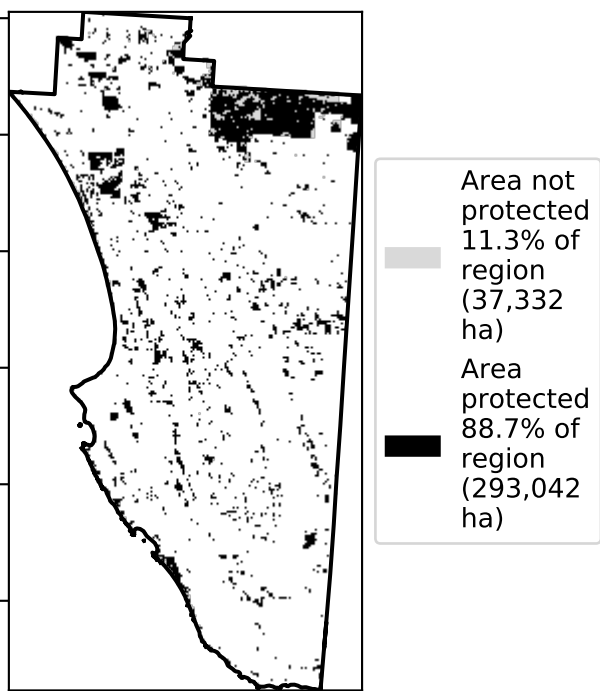 Area not
protected
11.3% of
region
(37,332
ha)
Area
protected
88.7% of
region
(293,042
ha)